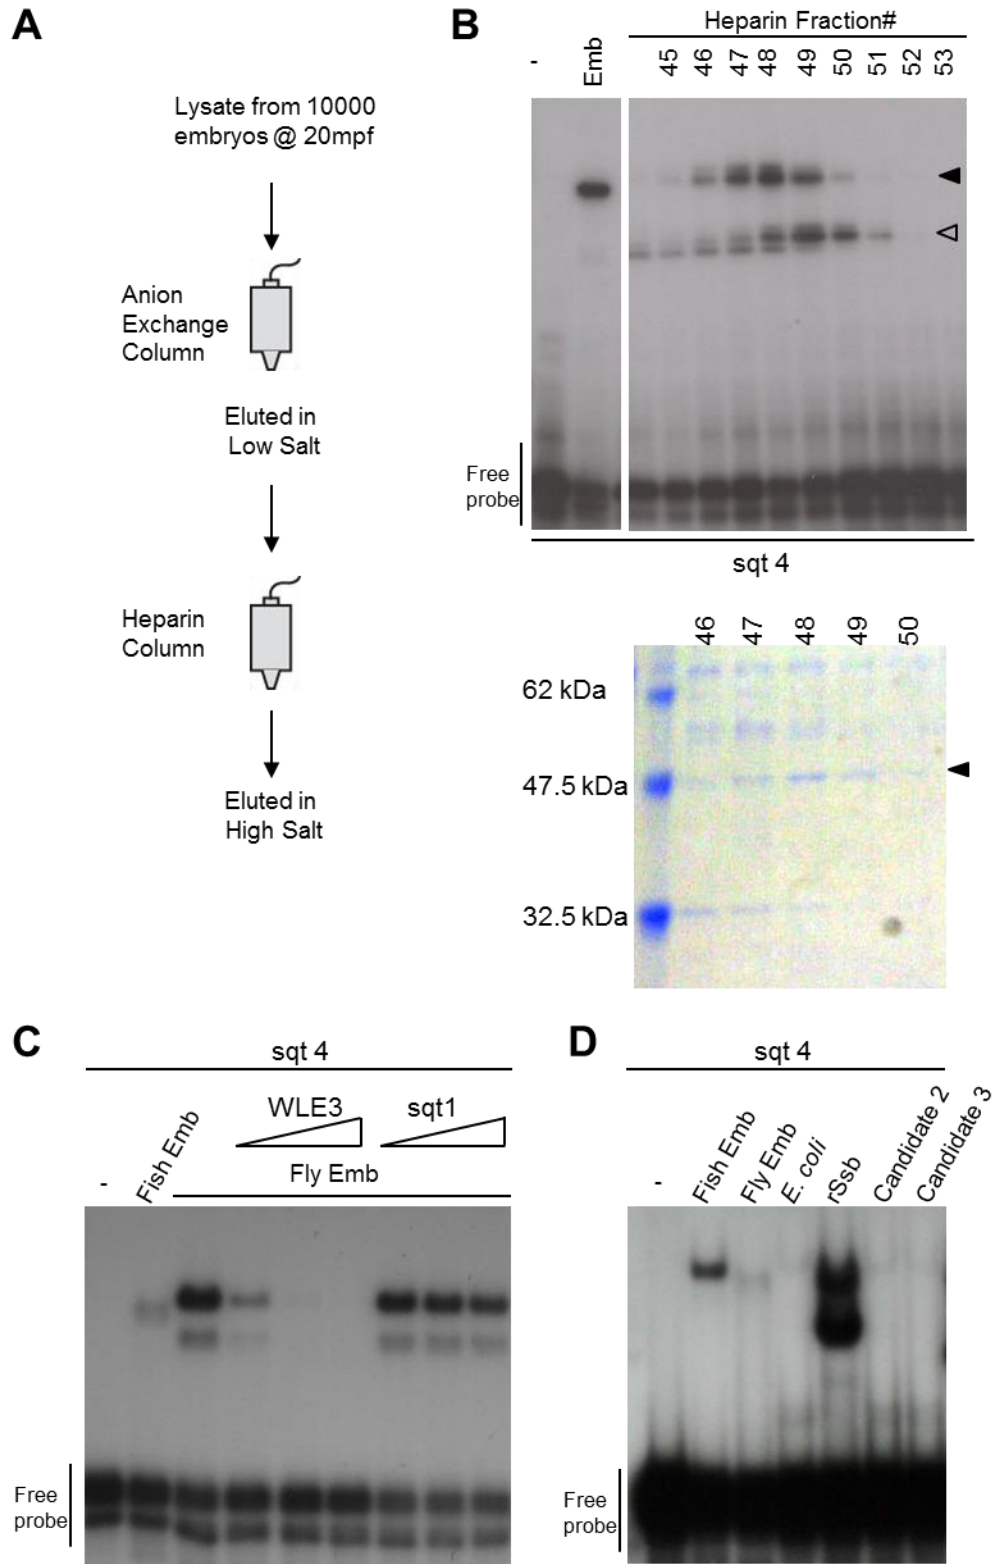 A
Lysate from 10000
embryos @ 20mpf
Anion
Exchange
Column
Eluted in
Low Salt
Heparin
Column
Eluted in
High Salt
B
Heparin Fraction#
- Emb 45 46 47 48 49 50 51 52 53
Free
probe
sqt 4
46 47 48 49 50
62 kDa
47.5 kDa
32.5 kDa
C
sqt 4
WLE3 sqt1
- Fish Emb
Fly Emb
Free
probe
D
sqt 4
- Fish Emb Fly Emb E. coli rSsb Candidate 2 Candidate 3
Free
probe